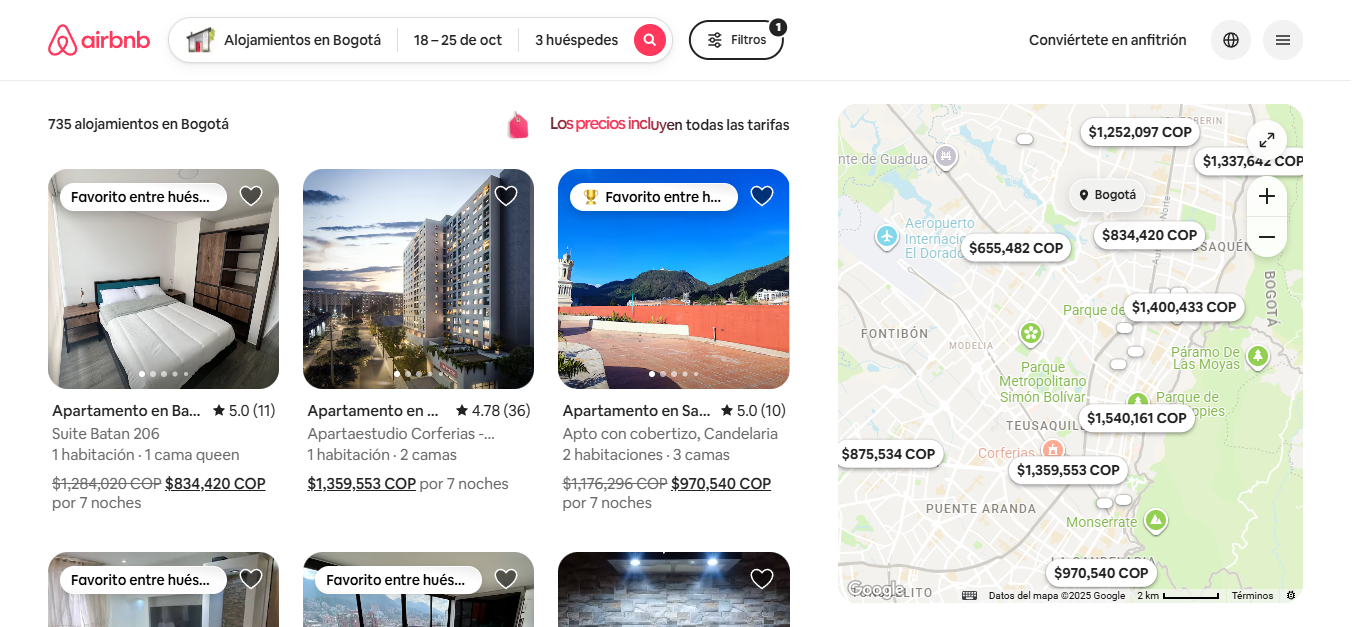 airbnb
Alojamientos en Bogotá
18 – 25 de oct
3 huéspedes
Filtros
1
Conviértete en anfitrión
735 alojamientos en Bogotá
Los precios incluyen todas las tarifas
Favorito entre hués...
Apartamento en Ba... 5.0 (11)
Suite Batan 206
1 habitación · 1 cama queen
$1,284,020 COP $834,420 COP
por 7 noches
Apartamento en ... 4.78 (36)
Apartaestudio Corferias -...
1 habitación · 2 camas
$1,359,553 COP por 7 noches
Favorito entre h...
Apartamento en Sa... 5.0 (10)
Apto con cobertizo, Candelaria
2 habitaciones · 3 camas
$1,176,296 COP $970,540 COP
por 7 noches
Favorito entre hués...
Favorito entre hués...
$1,252,097 COP
nte de Guadua
$1,337,642 COP
Bogotá
Autonorte
Aeropuerto
Internacio
El Dorado
$655,482 COP
$834,420 COP
SAQUÉN
BOGOTÁ
Parque de
$1,400,433 COP
FONTIBÓN
MODELIA
Parque
Metropolitano
Simón Bolívar
Páramo De
Las Moyas
Parque de
ppies
$1,540,161 COP
TEUSAQUIL
Corferias
$875,534 COP
$1,359,553 COP
PUENTE ARANDA
Monserrate
LA CANDELARIA
$970,540 COP
Google
Datos del mapa ©2025 Google
2 km
Términos